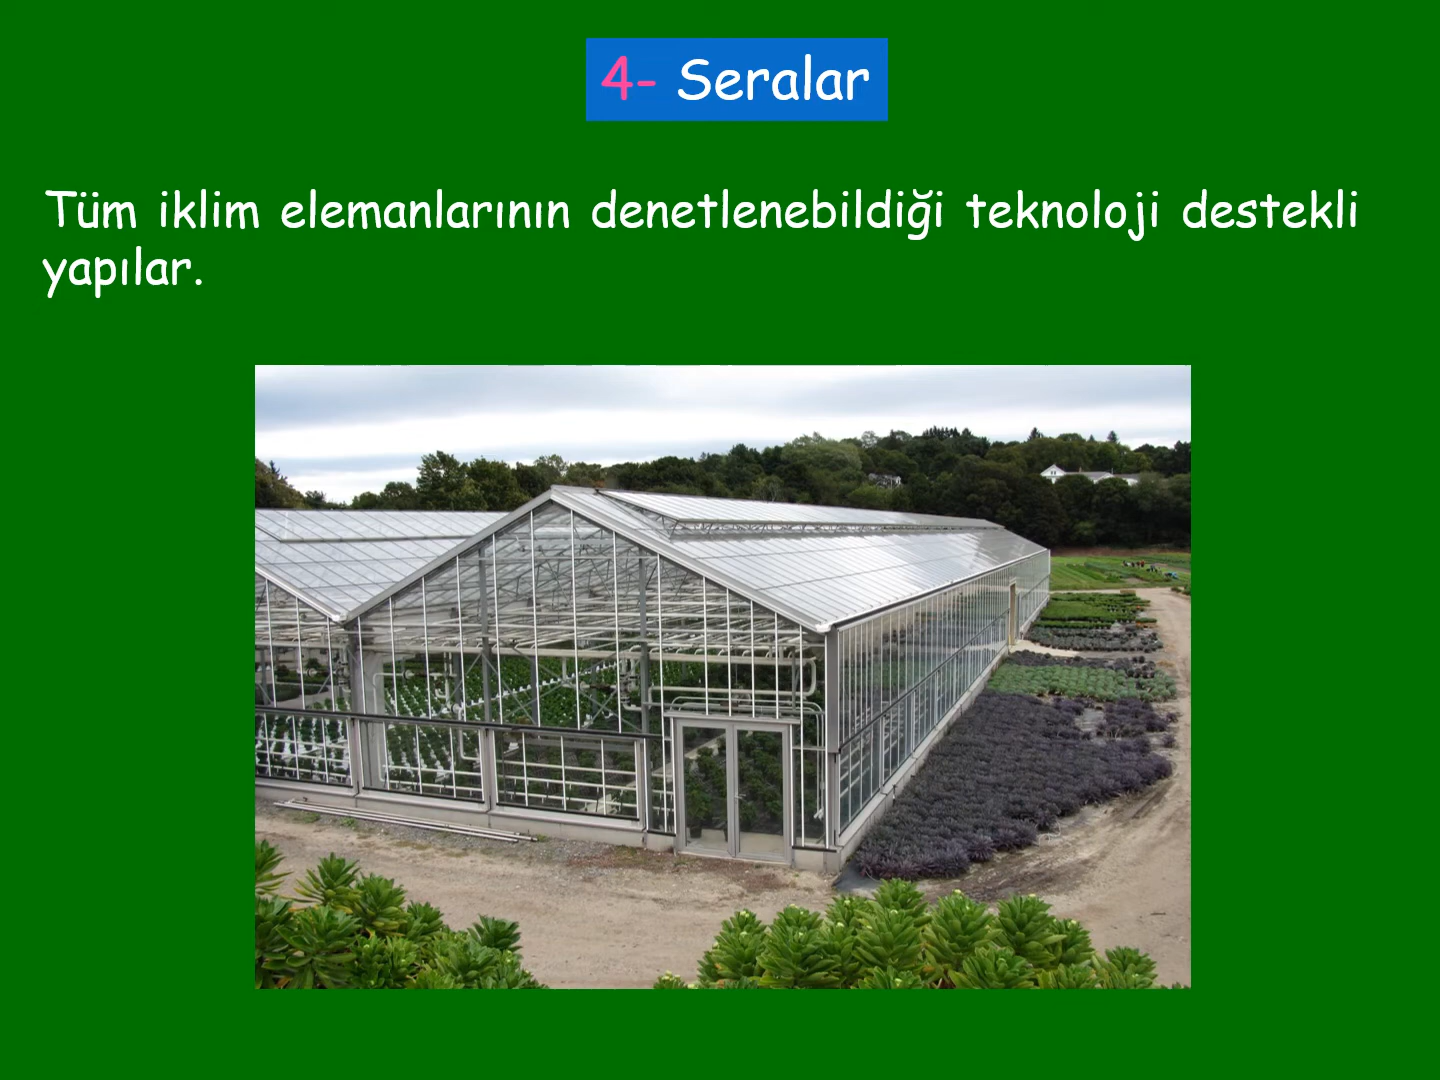 4- Seralar
Tüm iklim elemanlarının denetlenebildiği teknoloji destekli
yapılar.